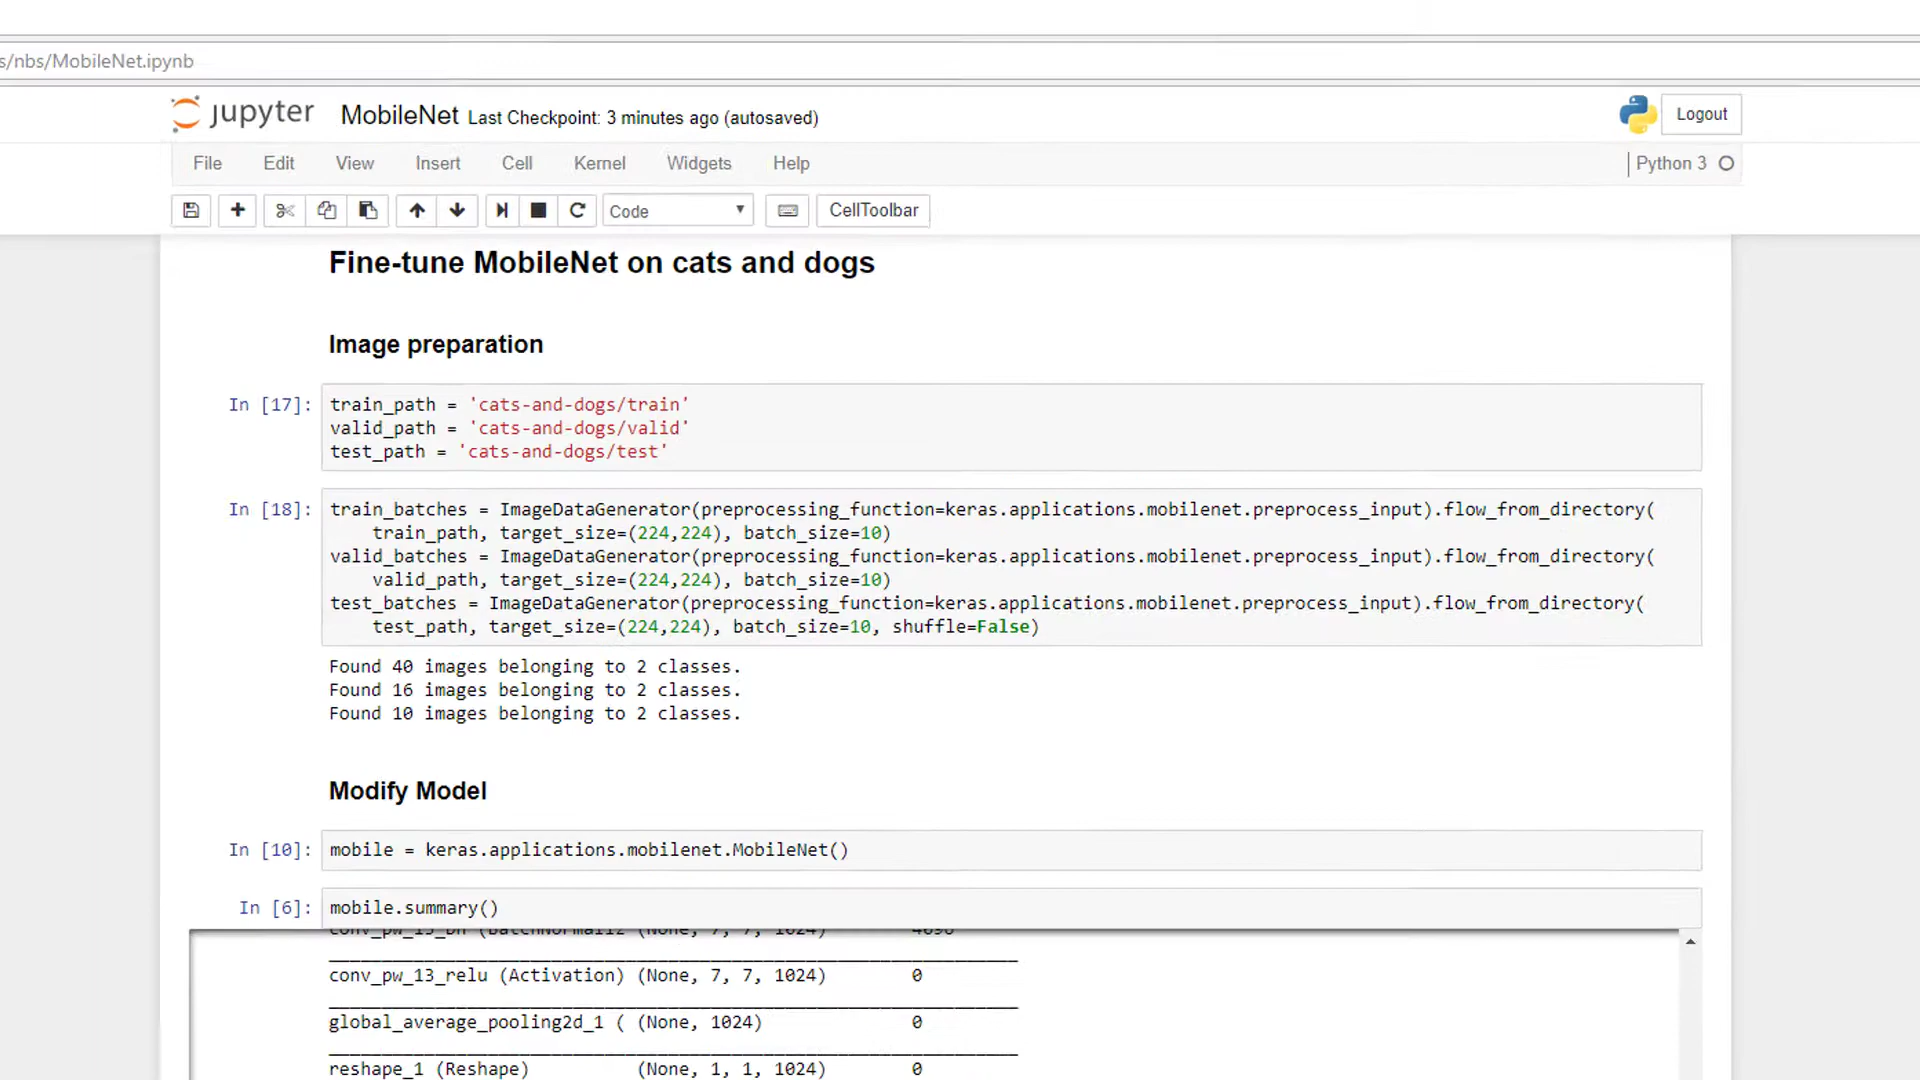 s/nbs/MobileNet.ipynb
jupyter MobileNet Last Checkpoint: 3 minutes ago (autosaved) Logout
File Edit View Insert Cell Kernel Widgets Help Python 3
Code CellToolbar
Fine-tune MobileNet on cats and dogs
Image preparation
In [17]: train_path = 'cats-and-dogs/train'
valid_path = 'cats-and-dogs/valid'
test_path = 'cats-and-dogs/test'
In [18]: train_batches = ImageDataGenerator(preprocessing_function=keras.applications.mobilenet.preprocess_input).flow_from_directory(
train_path, target_size=(224,224), batch_size=10)
valid_batches = ImageDataGenerator(preprocessing_function=keras.applications.mobilenet.preprocess_input).flow_from_directory(
valid_path, target_size=(224,224), batch_size=10)
test_batches = ImageDataGenerator(preprocessing_function=keras.applications.mobilenet.preprocess_input).flow_from_directory(
test_path, target_size=(224,224), batch_size=10, shuffle=False)
Found 40 images belonging to 2 classes.
Found 16 images belonging to 2 classes.
Found 10 images belonging to 2 classes.
Modify Model
In [10]: mobile = keras.applications.mobilenet.MobileNet()
In [6]: mobile.summary()
conv_pw_13_bn (BatchNormaliz (None, 7, 7, 1024) 4096
conv_pw_13_relu (Activation) (None, 7, 7, 1024) 0
global_average_pooling2d_1 ( (None, 1024) 0
reshape_1 (Reshape) (None, 1, 1, 1024) 0